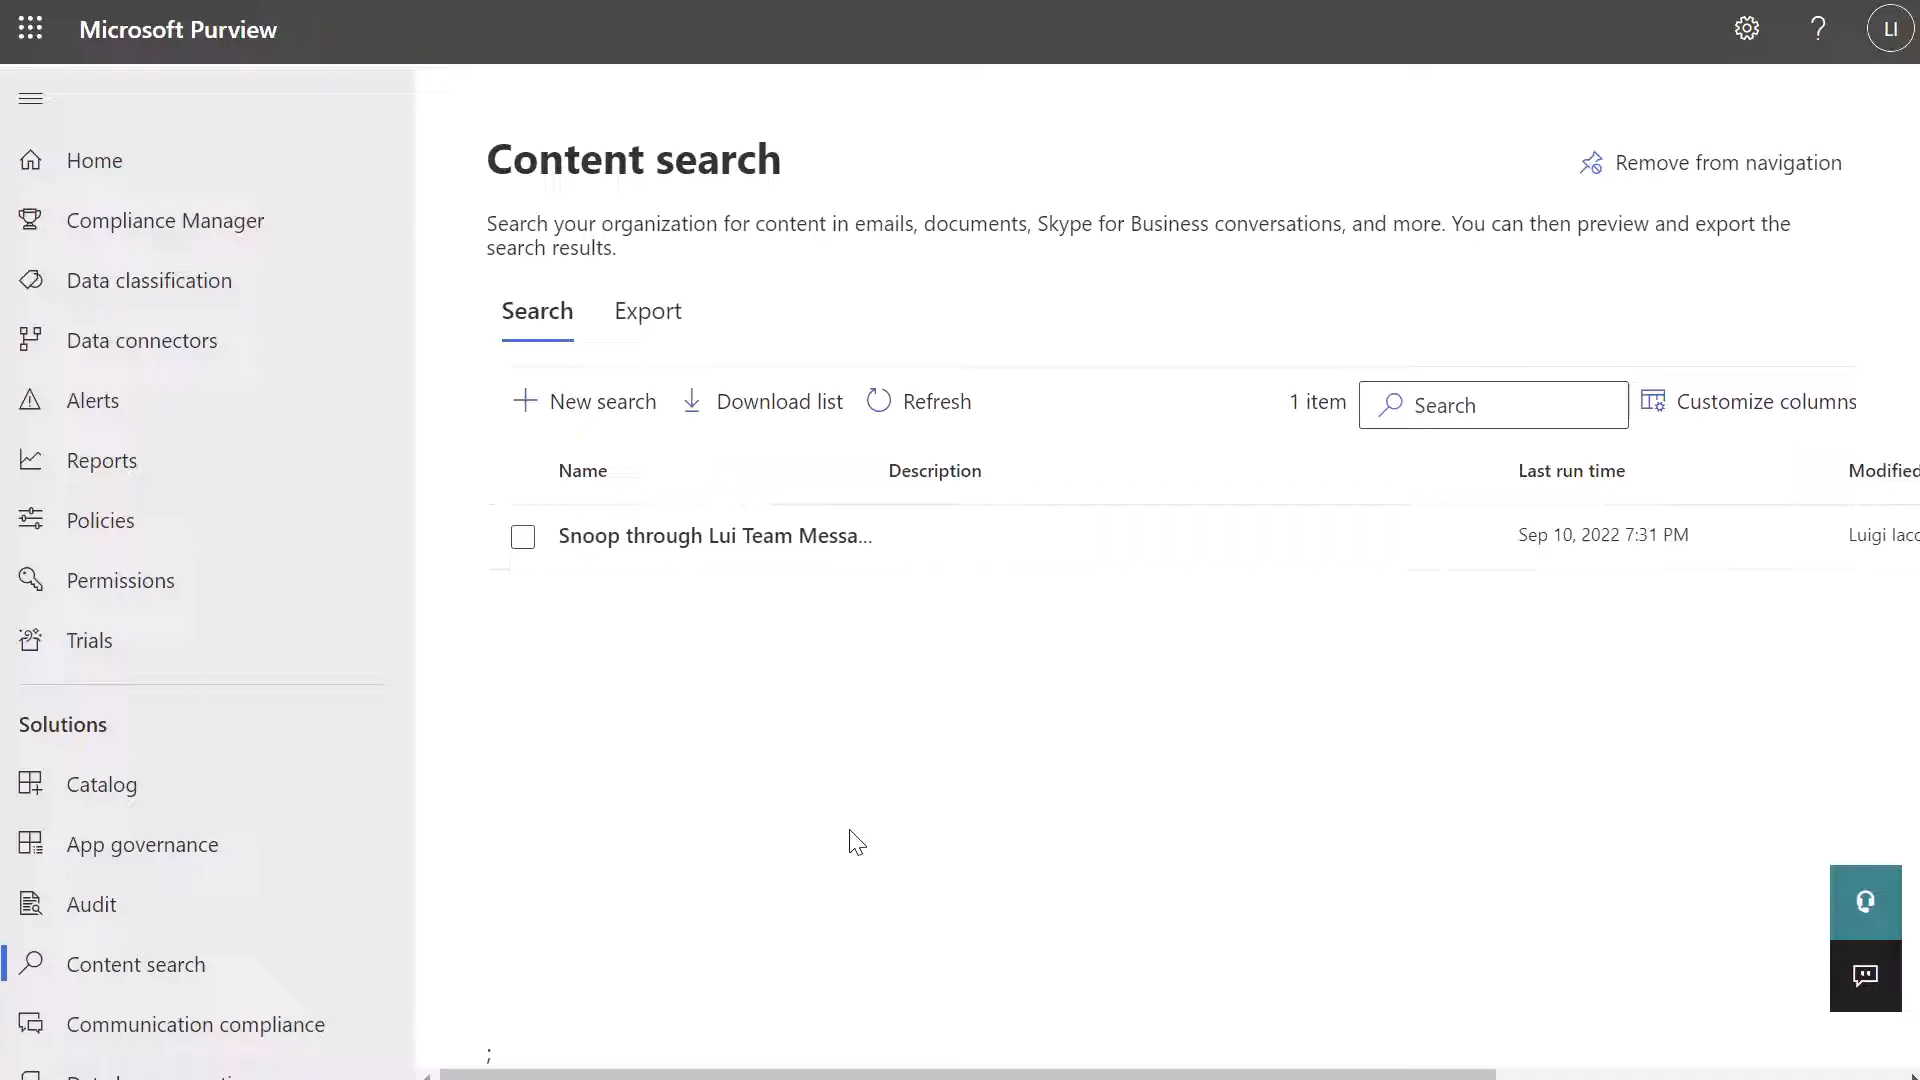 Microsoft Purview
LI
Home
Compliance Manager
Data classification
Data connectors
Alerts
Reports
Policies
Permissions
Trials
Solutions
Catalog
App governance
Audit
Content search
Communication compliance
Content search
Remove from navigation
Search your organization for content in emails, documents, Skype for Business conversations, and more. You can then preview and export the
search results.
Search Export
New search Download list Refresh 1 item Search Customize columns
Name Description Last run time Modified
Snoop through Lui Team Messa... Sep 10, 2022 7:31 PM Luigi Iaco
;